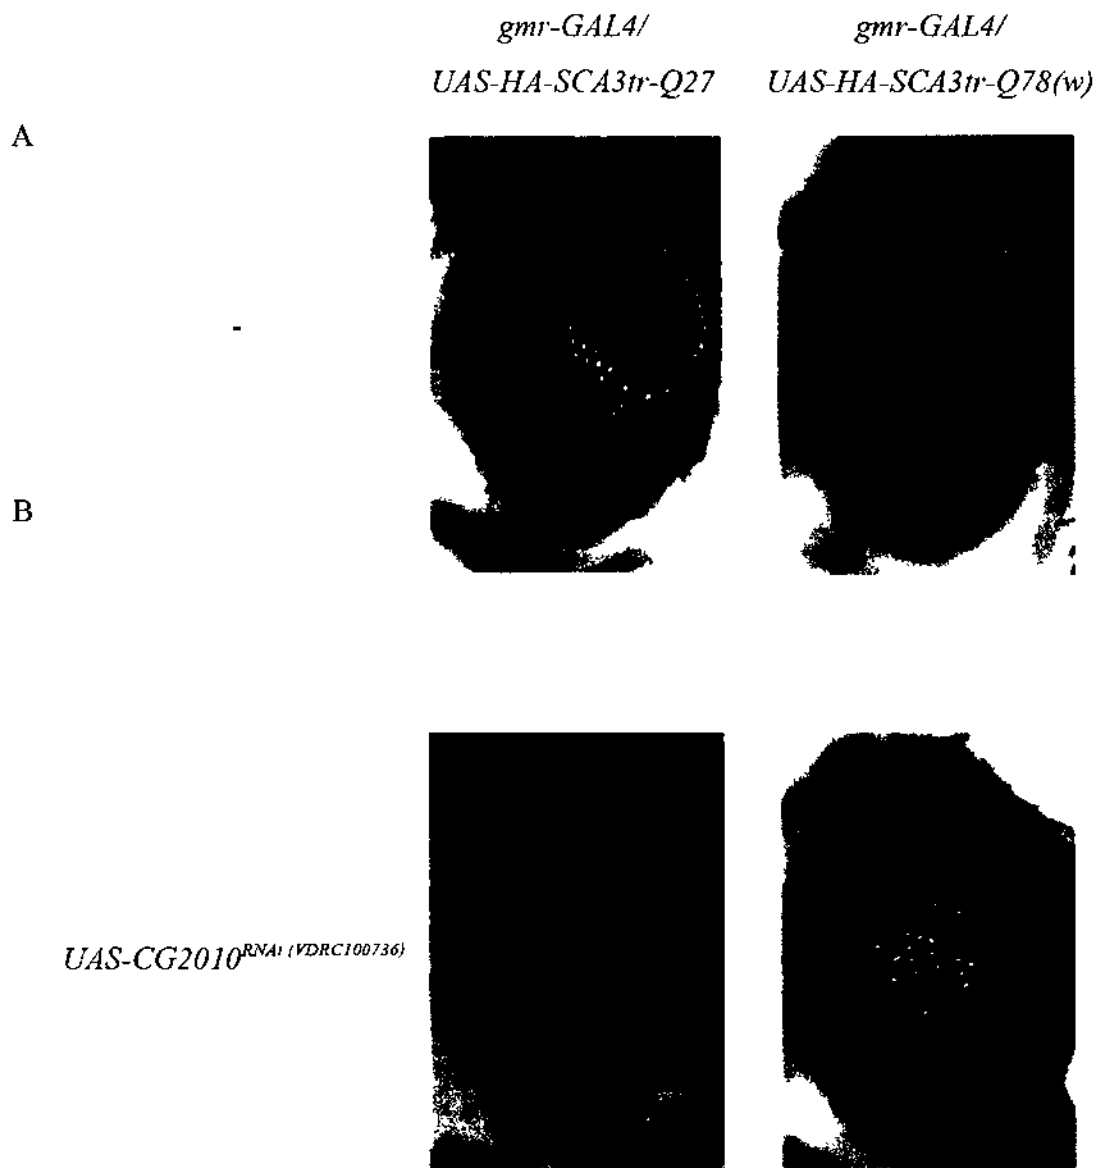 gmr-GAL4/
UAS-HA-SCA3tr-Q27
gmr-GAL4/
UAS-HA-SCA3tr-Q78(w)
A
-
B
UAS-CG2010RNAi (VDRC100736)